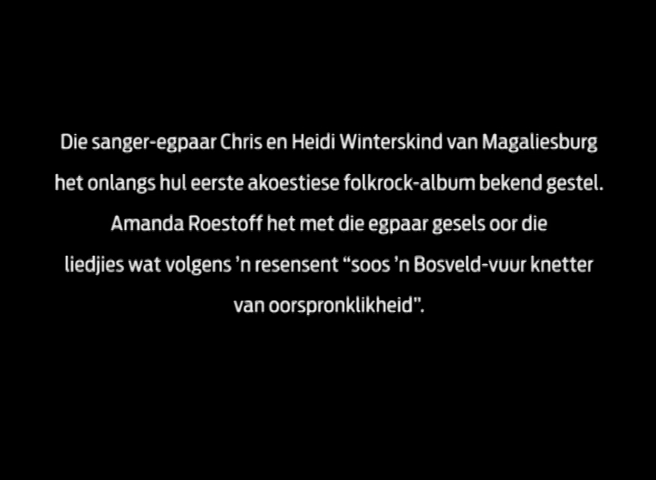 Die sanger-egpaar Chris en Heidi Winterskind van Magaliesburg
het onlangs hul eerste akoestiese folkrock-album bekend gestel.
Amanda Roestoff het met die egpaar gesels oor die
liedjies wat volgens ’n resensent “soos ’n Bosveld-vuur knetter
van oorspronklikheid”.